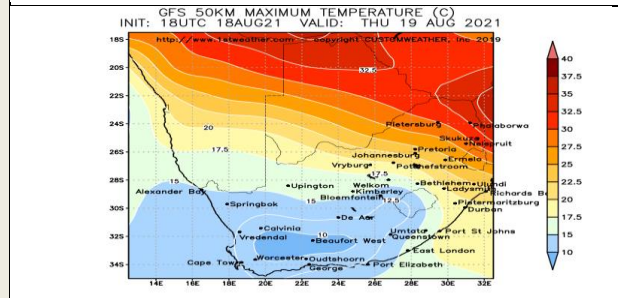 GFS 50KM MAXIMUM TEMPERATURE (C)
INIT: 18UTC 18AUG21 VALID: THU 19 AUG 2021
http://www.1stweather.com copyright CUSTOMWEATHER, Inc 2019
18S
20S
22S
24S
26S
28S
30S
32S
34S
32.5
20
17.5
15
17.5
15
12.5
10
Pietersburg
Phalaborwa
Skukuza
Nelspruit
Pretoria
Johannesburg
Ermelo
Vryburg
Potchefstroom
Welkom
Bethlehem
Ulundi
Ladysmith
Richards Ba
Alexander Bay
Upington
Kimberley
Bloemfontein
Springbok
Pietermaritzburg
Durban
De Aar
Calvinia
Vredendal
Beaufort West
Umtata
Port St Johns
Queenstown
East London
Cape Town
Worcester
Oudtshoorn
George
Port Elizabeth
14E 16E 18E 20E 22E 24E 26E 28E 30E 32E
40
37.5
35
32.5
30
27.5
25
22.5
20
17.5
15
10